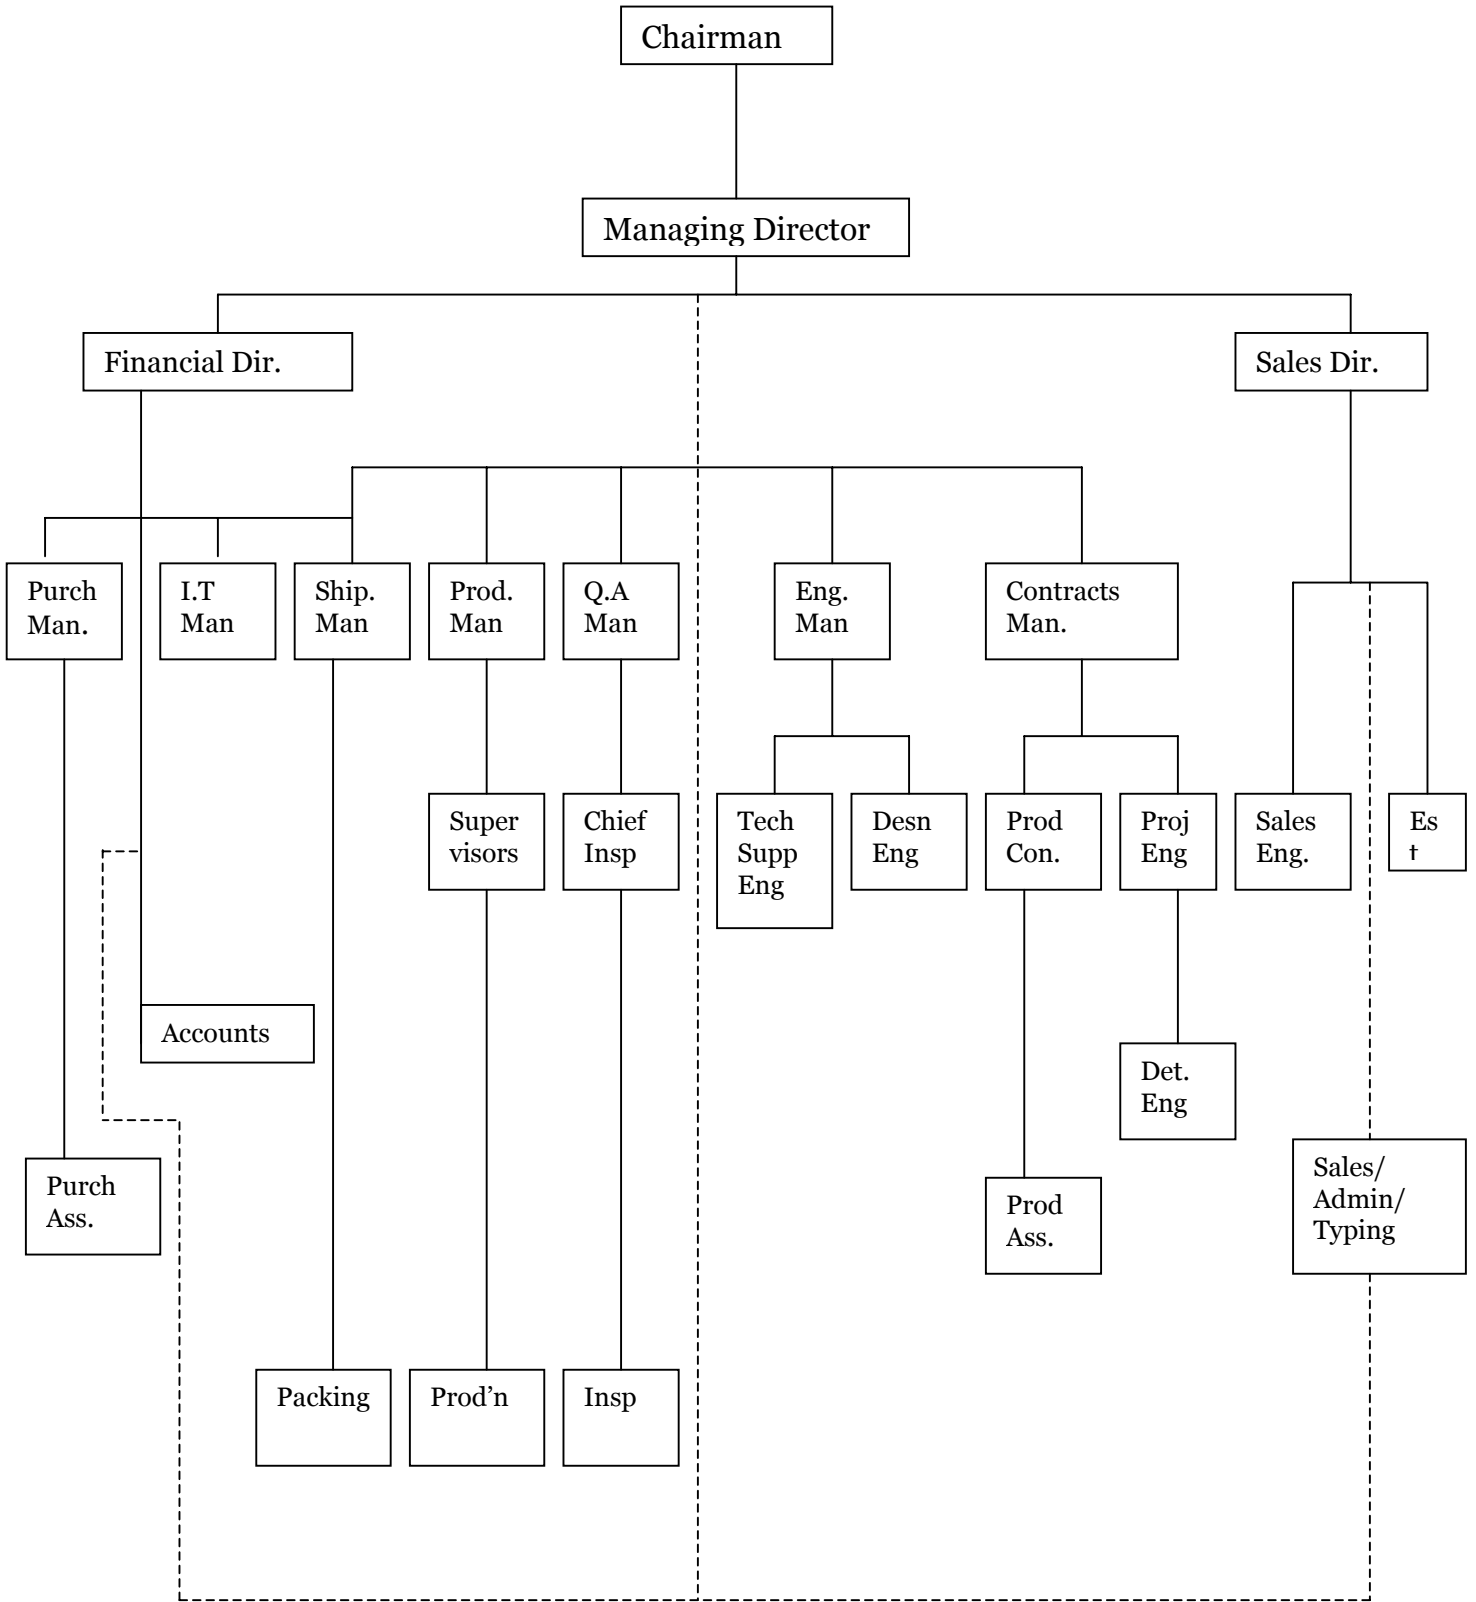 Chairman
Managing Director
Financial Dir.
Sales Dir.
Purch
Man.
I.T
Man
Ship.
Man
Prod.
Man
Q.A
Man
Eng.
Man
Contracts
Man.
Super
visors
Chief
Insp
Tech
Supp
Eng
Desn
Eng
Prod
Con.
Proj
Eng
Sales
Eng.
Es
t
Accounts
Det.
Eng
Purch
Ass.
Prod
Ass.
Sales/
Admin/
Typing
Packing
Prod’n
Insp